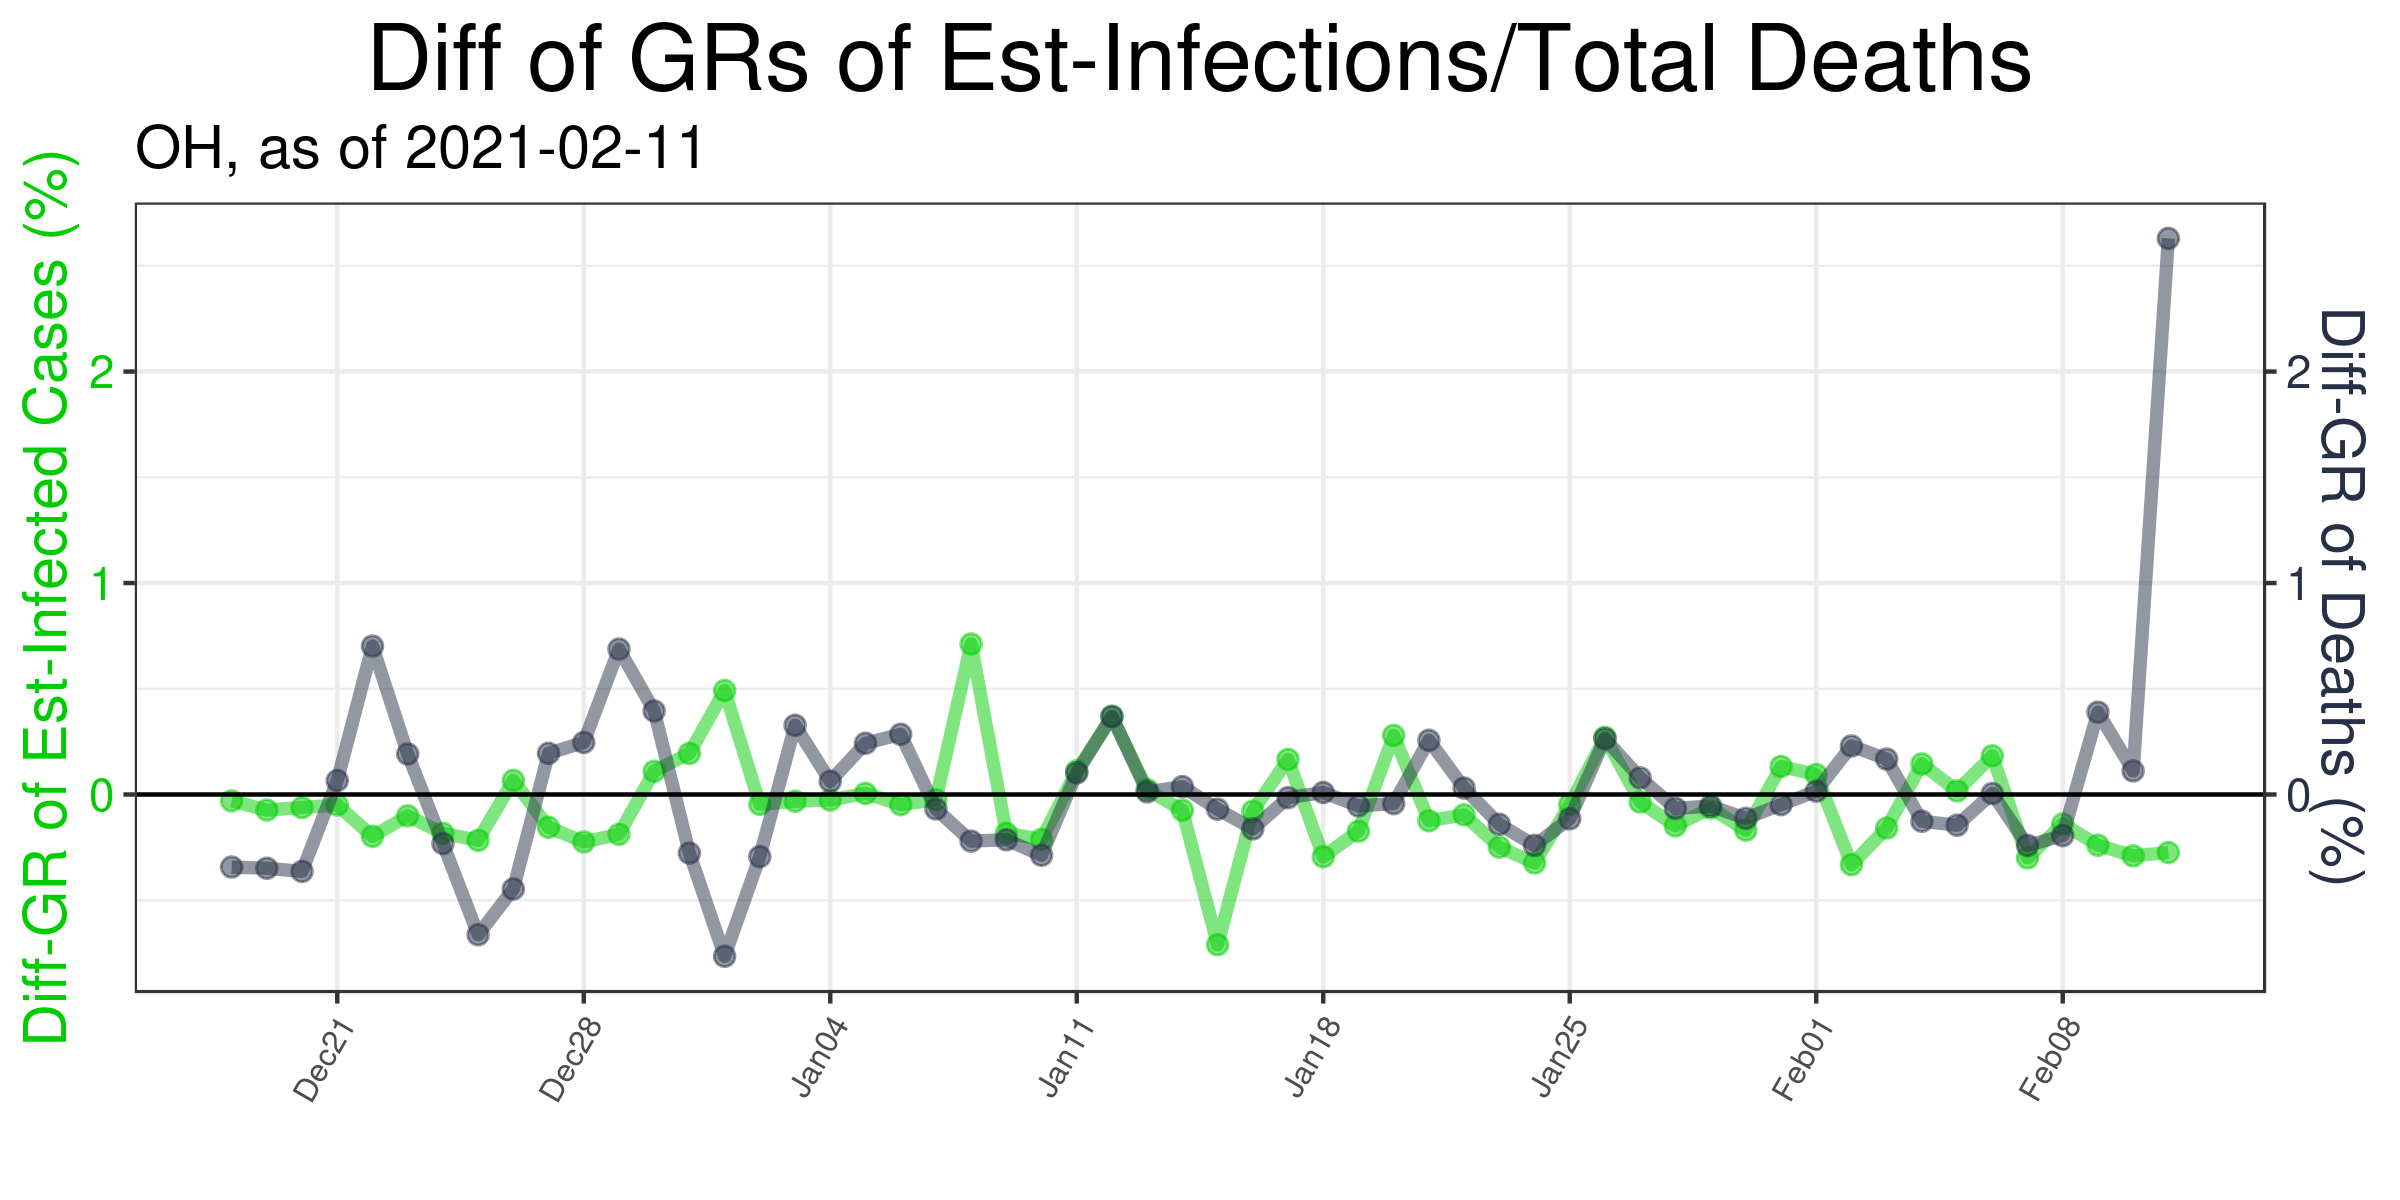 Diff of GRs of Est-Infections/Total Deaths
OH, as of 2021-02-11
Diff-GR of Est-Infected Cases (%)
2
1
0
2
1
0
Diff-GR of Deaths (%)
Dec21
Dec28
Jan04
Jan11
Jan18
Jan25
Feb01
Feb08